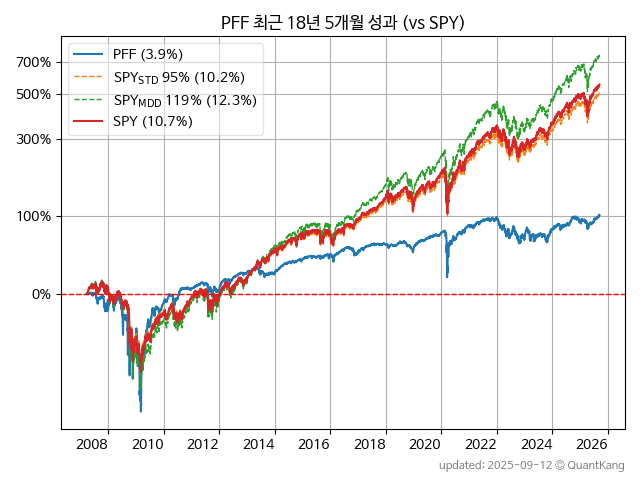 PFF 최근 18년 5개월 성과 (vs SPY)
PFF (3.9%)
SPY_STD 95% (10.2%)
SPY_MDD 119% (12.3%)
SPY (10.7%)
700%
500%
300%
100%
0%
2008 2010 2012 2014 2016 2018 2020 2022 2024 2026
updated: 2025-09-12 © QuantKang